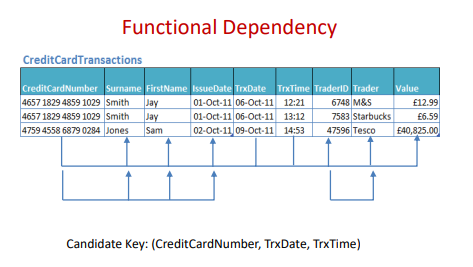 Functional Dependency
CreditCardTransactions
CreditCardNumber Surname FirstName IssueDate TrxDate TrxTime TraderID Trader Value
4657 1829 4859 1029 Smith Jay 01-Oct-11 06-Oct-11 12:21 6748 M&S £12.99
4657 1829 4859 1029 Smith Jay 01-Oct-11 06-Oct-11 13:12 7583 Starbucks £6.59
4759 4558 6879 0284 Jones Sam 02-Oct-11 09-Oct-11 14:53 47596 Tesco £40,825.00
Candidate Key: (CreditCardNumber, TrxDate, TrxTime)